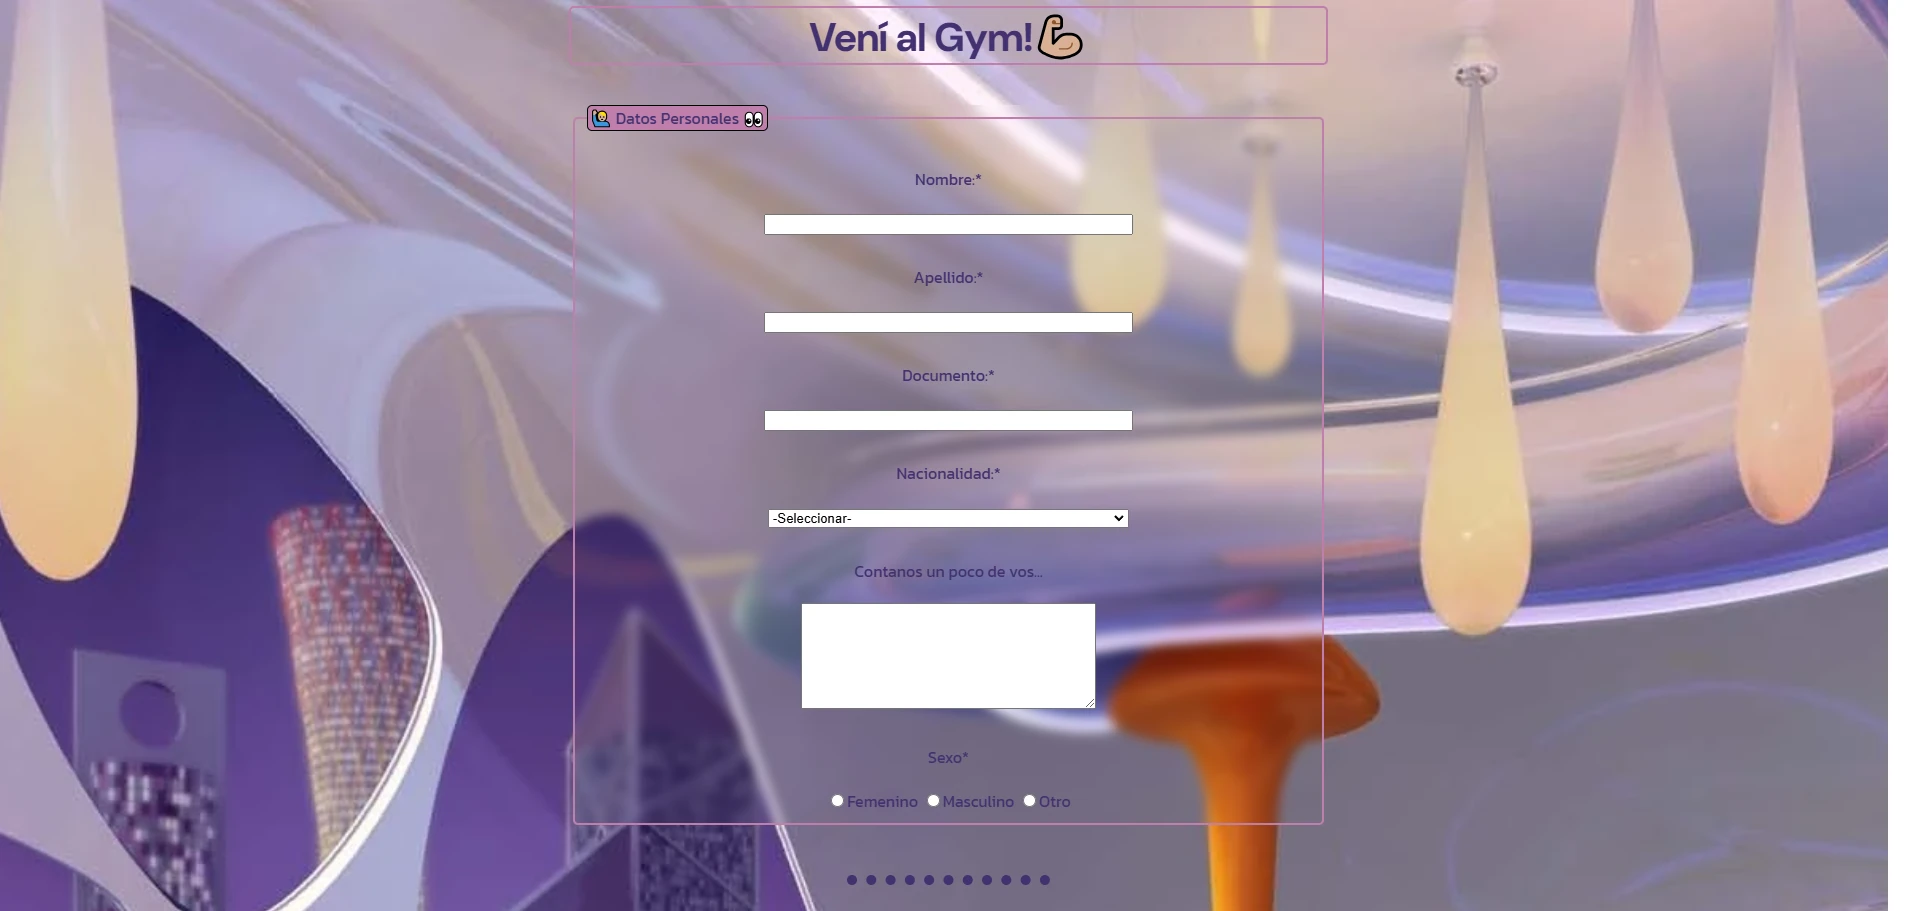 Vení al Gym!💪🏼
🙋 Datos Personales 👀
Nombre:*
Apellido:*
Documento:*
Nacionalidad:*
-Seleccionar-
Contanos un poco de vos...
Sexo*
Femenino Masculino Otro